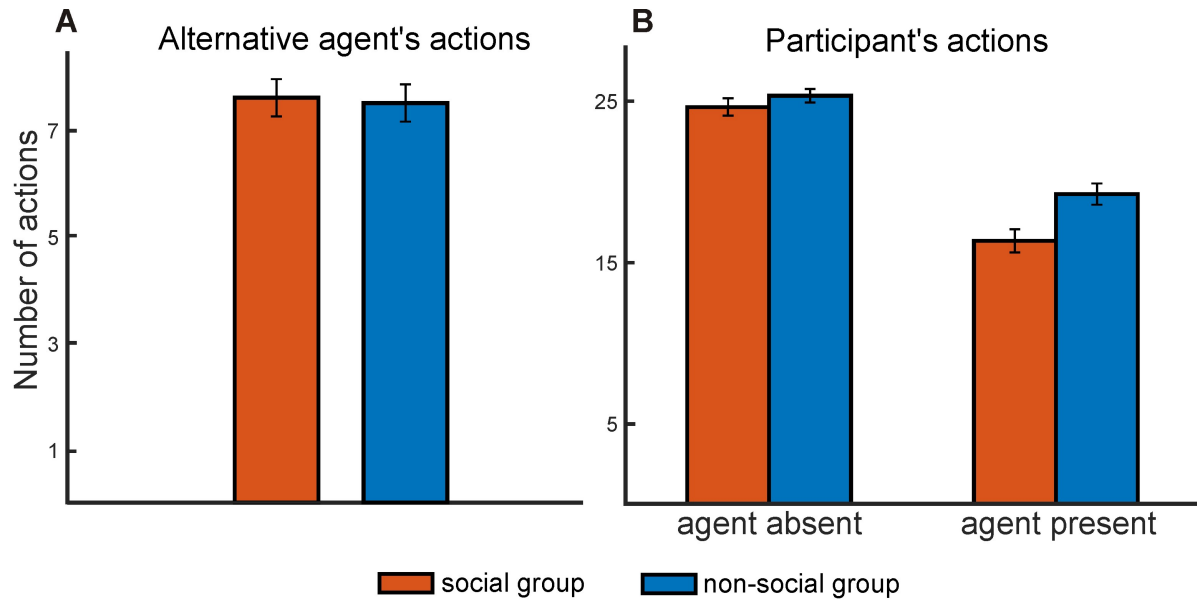 A
Alternative agent's actions
Number of actions
7
5
3
1
B
Participant's actions
25
15
5
agent absent
agent present
social group
non-social group